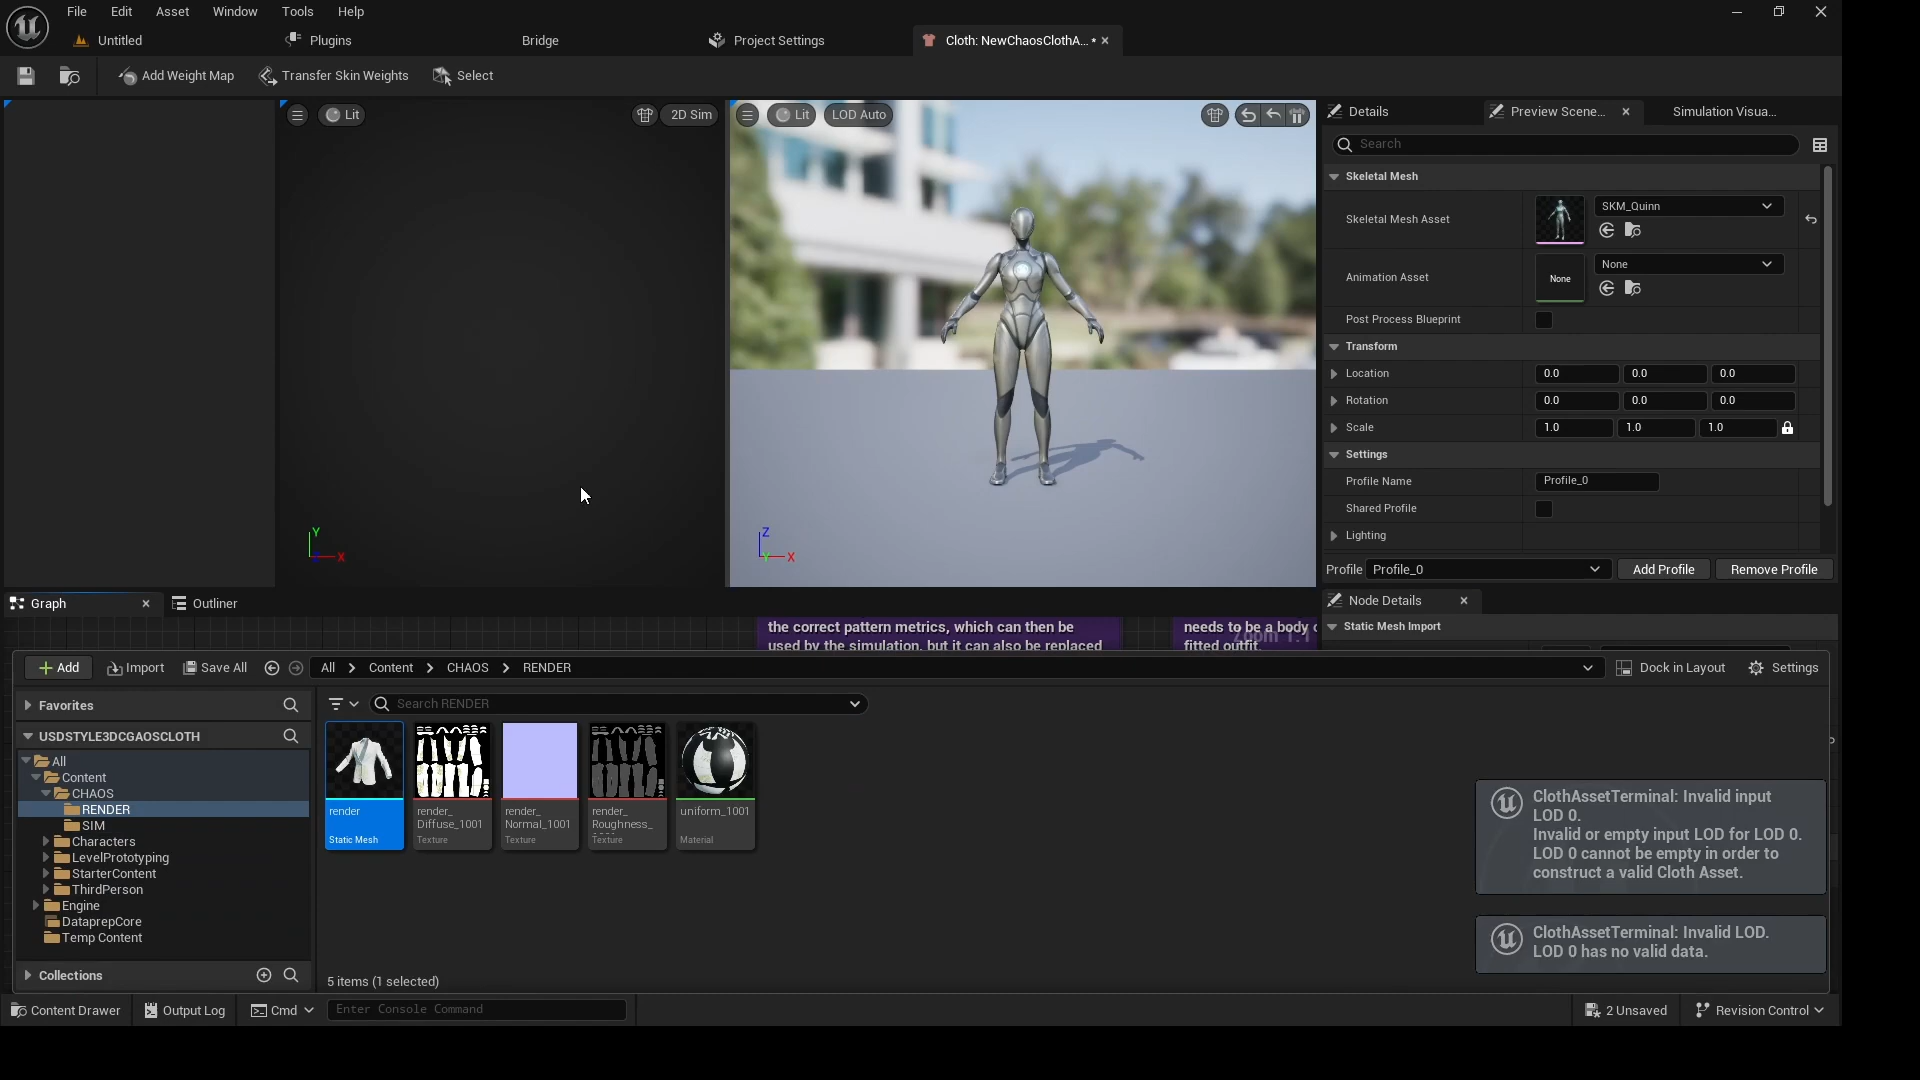 File Edit Asset Window Tools Help
Untitled Plugins Bridge Project Settings Cloth: NewChaosClothA... •
Add Weight Map Transfer Skin Weights Select
Lit 2D Sim Lit LOD Auto
Details Preview Scene... Simulation Visua...
Search
Skeletal Mesh
Skeletal Mesh Asset SKM_Quinn
Animation Asset None None
Post Process Blueprint
Transform
Location 0.0 0.0 0.0
Rotation 0.0 0.0 0.0
Scale 1.0 1.0 1.0
Settings
Profile Name Profile_0
Shared Profile
Lighting
Y X Z Y X
Profile Profile_0 Add Profile Remove Profile
Graph Outliner
Node Details
Static Mesh Import
the correct pattern metrics, which can then be
used by the simulation, but it can also be replaced
needs to be a body o
fitted outfit.
Zoom 1:1
Add Import Save All All Content CHAOS RENDER Dock in Layout Settings
Favorites
Search RENDER
USDSTYLE3DCGAOSCLOTH
All
Content
CHAOS
RENDER
SIM
Characters
LevelPrototyping
StarterContent
ThirdPerson
Engine
DataprepCore
Temp Content
Collections
render
Static Mesh
render_
Diffuse_1001
Texture
render_
Normal_1001
Texture
render_
Roughness_
Texture
uniform_1001
Material
5 items (1 selected)
ClothAssetTerminal: Invalid input
LOD 0.
Invalid or empty input LOD for LOD 0.
LOD 0 cannot be empty in order to
construct a valid Cloth Asset.
ClothAssetTerminal: Invalid LOD.
LOD 0 has no valid data.
Content Drawer Output Log Cmd Enter Console Command 2 Unsaved Revision Control